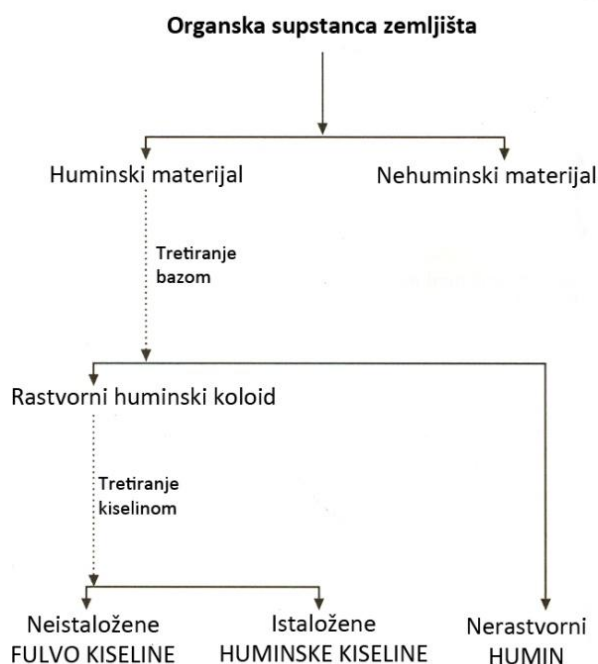 Organska supstanca zemljišta
Huminski materijal
Nehuminski materijal
Tretiranje
bazom
Rastvorni huminski koloid
Tretiranje
kiselinom
Neistaložene
FULVO KISELINE
Istaložene
HUMINSKE KISELINE
Nerastvorni
HUMIN